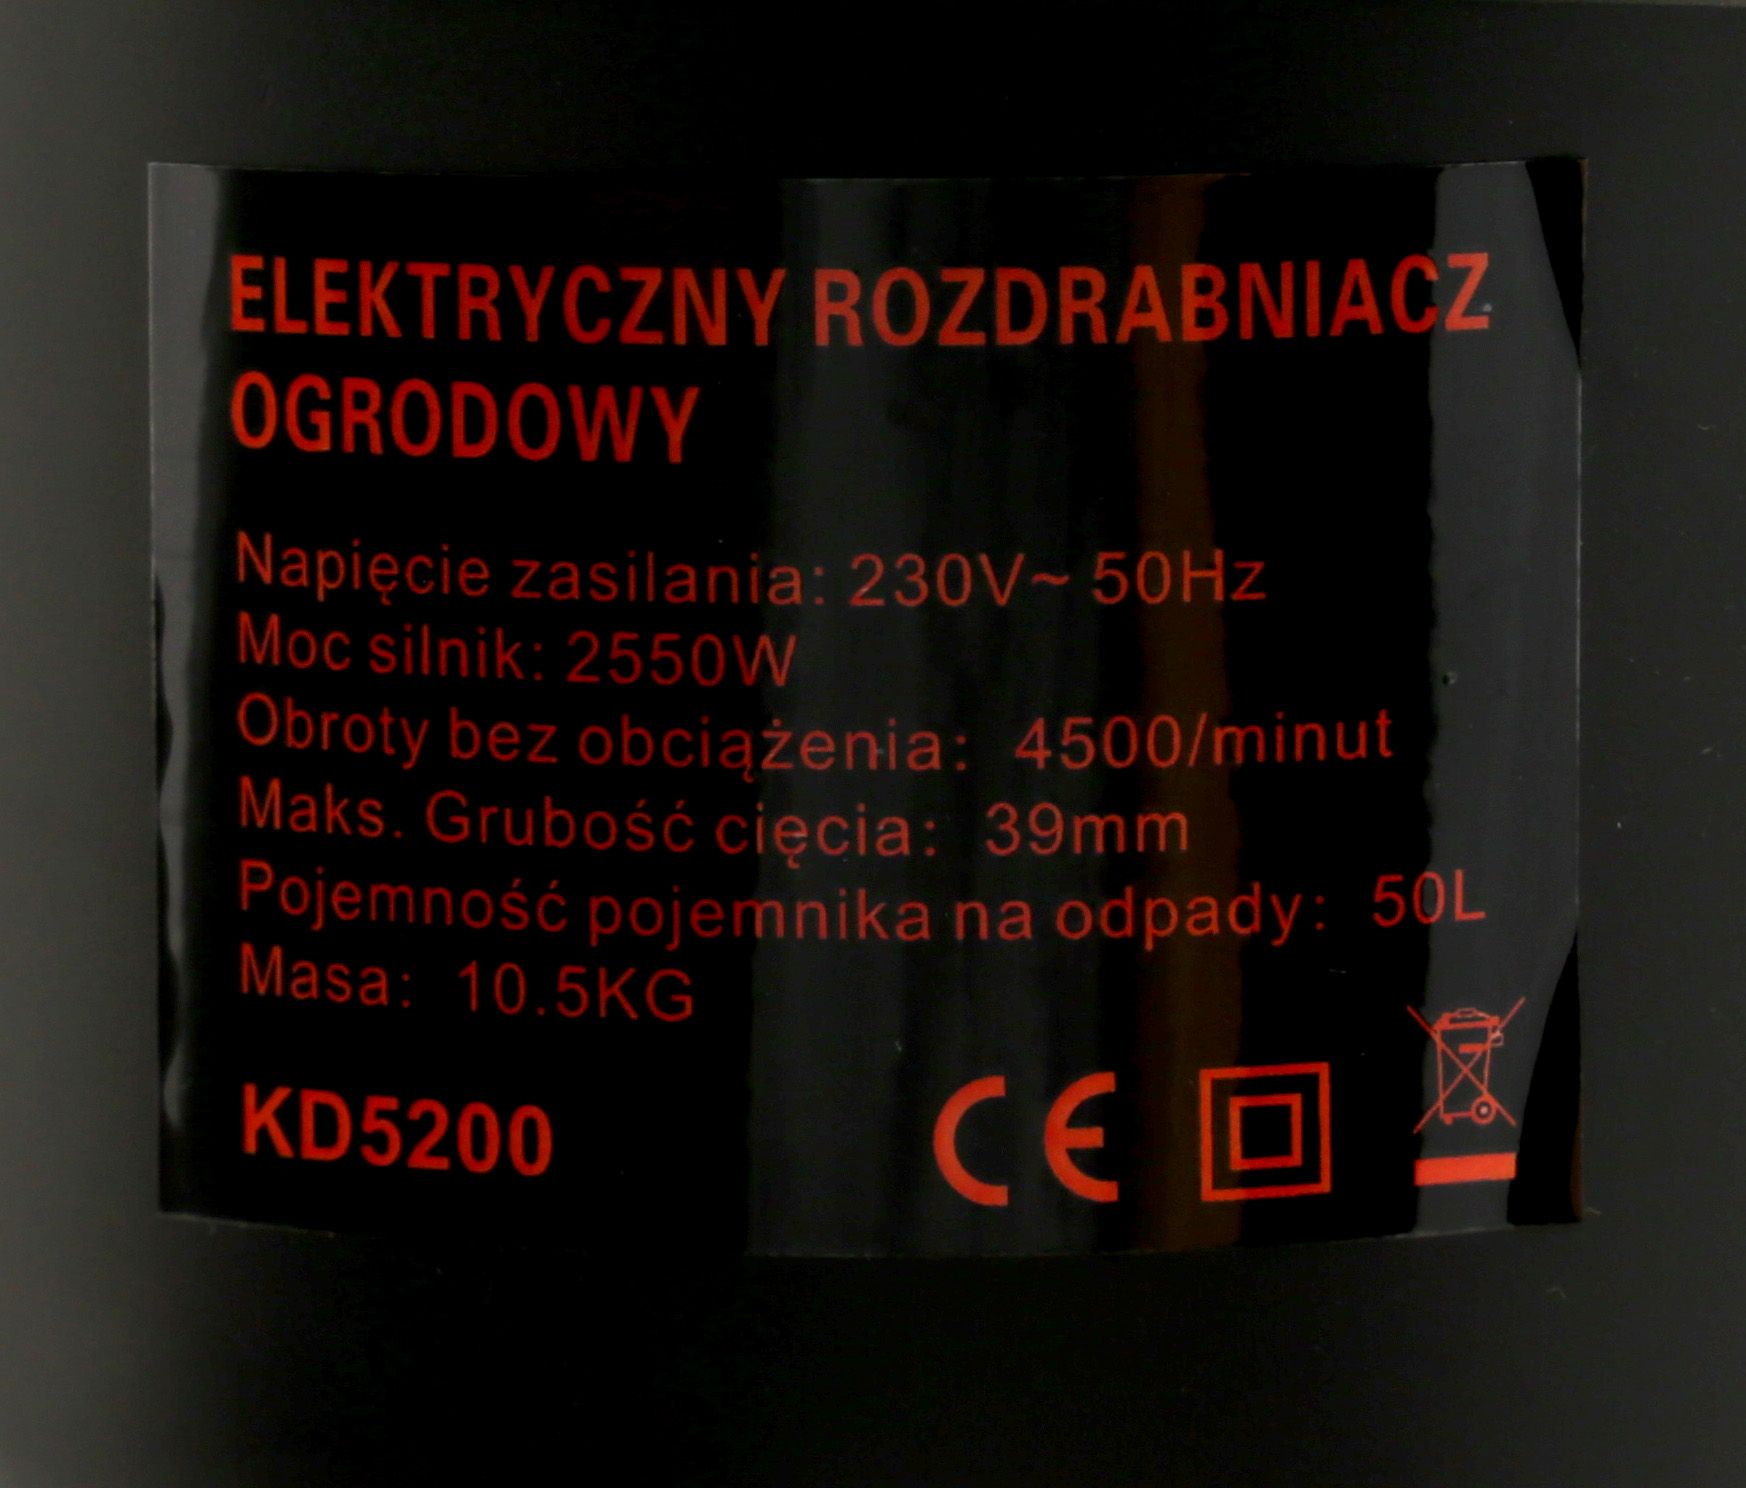 ELEKTRYCZNY ROZDRABNIACZ
OGRODOWY
Napięcie zasilania: 230V~ 50Hz
Moc silnik: 2550W
Obroty bez obciążenia: 4500/minut
Maks. Grubość cięcia: 39mm
Pojemność pojemnika na odpady: 50L
Masa: 10.5KG
KD5200 CE